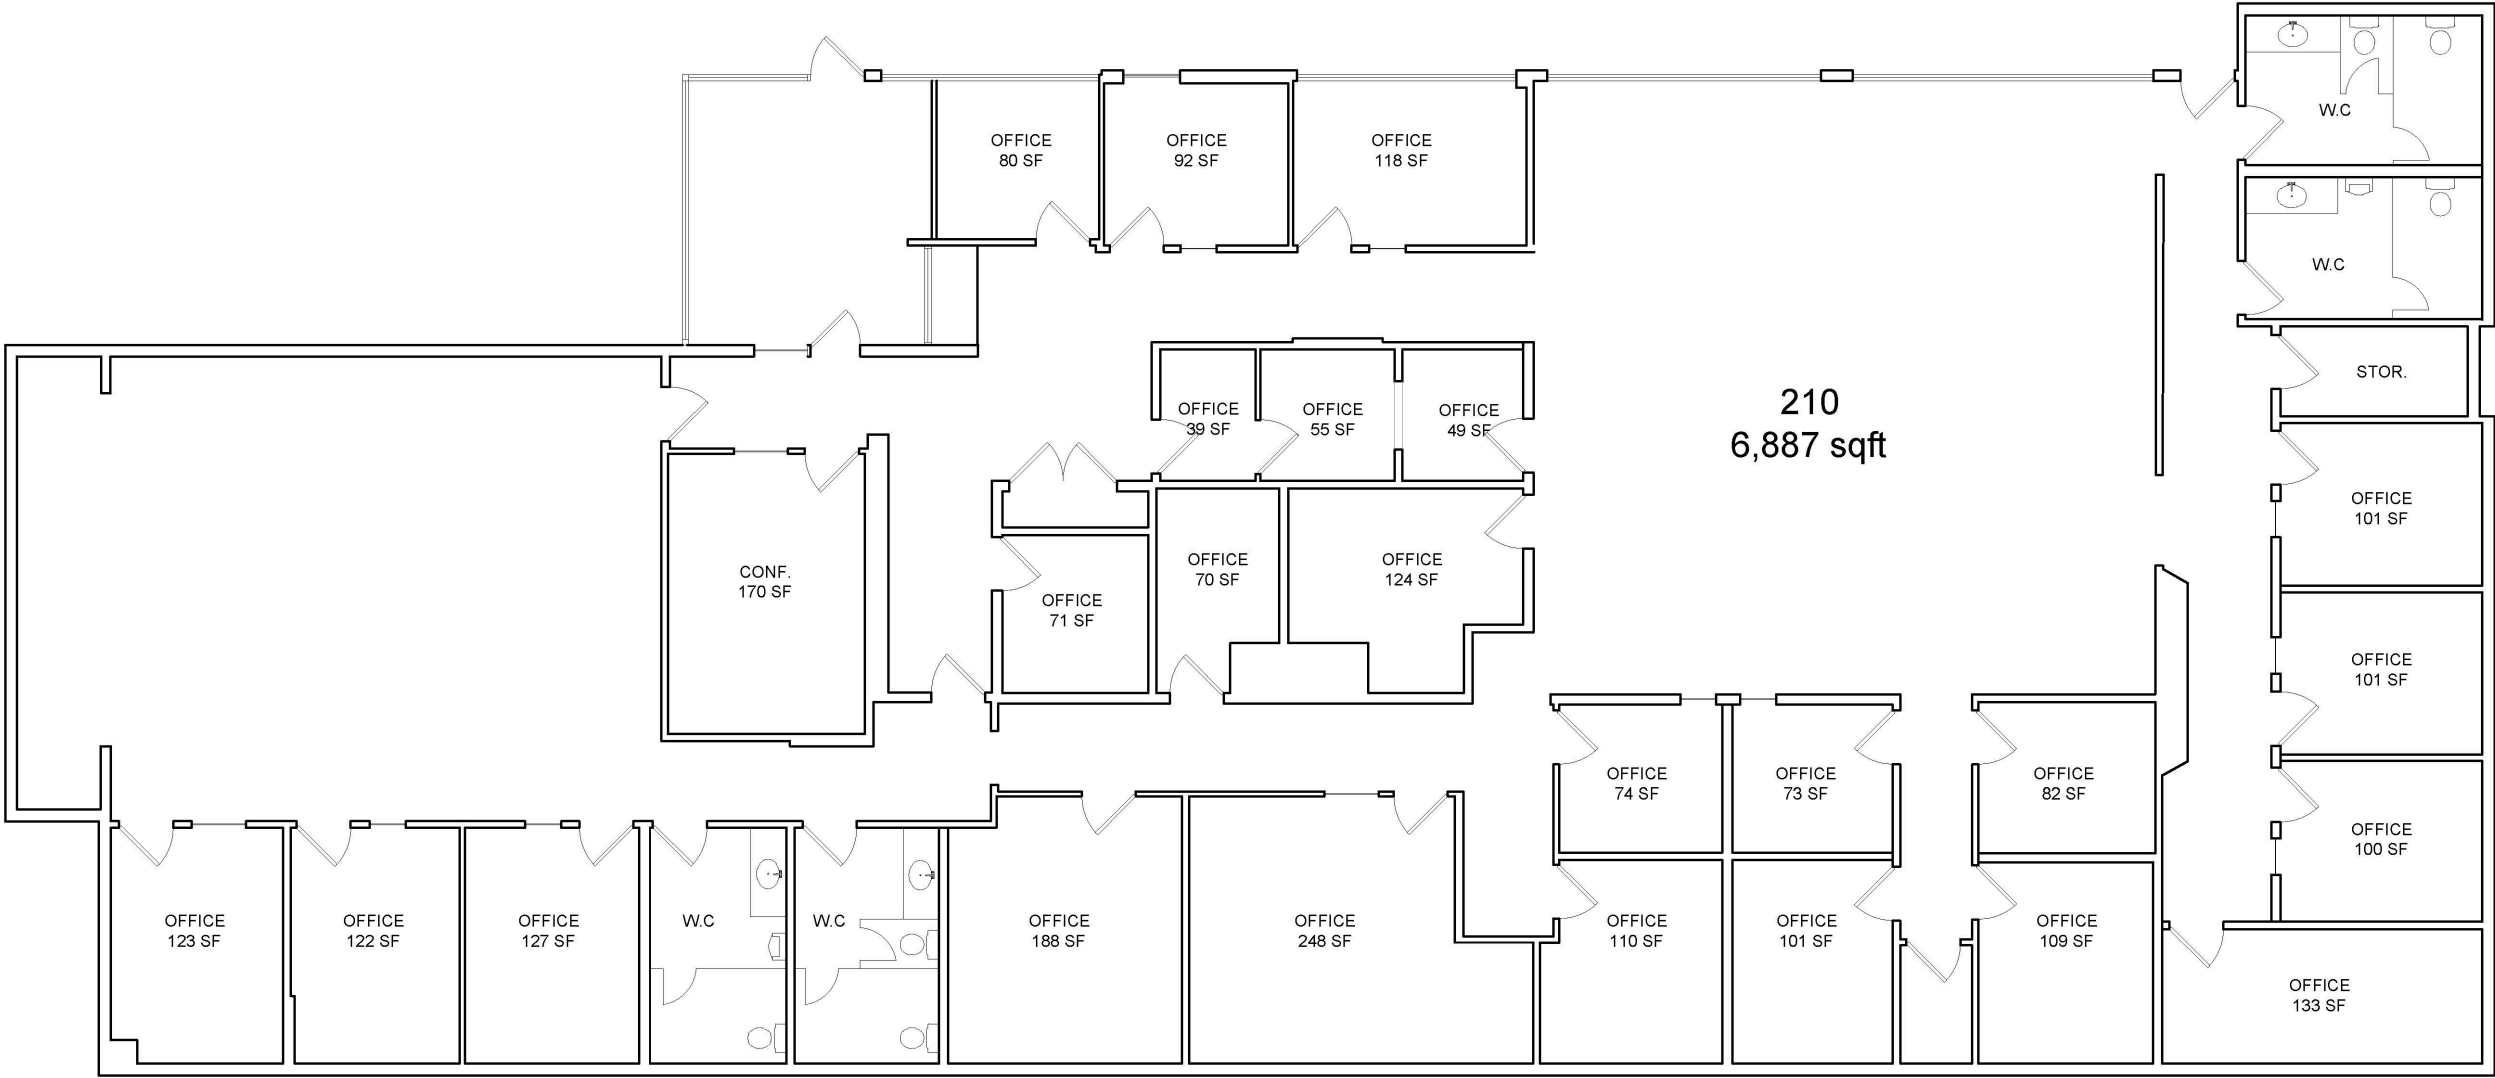 OFFICE
80 SF
OFFICE
92 SF
OFFICE
118 SF
W.C
W.C
STOR.
210
6,887 sqft
OFFICE
39 SF
OFFICE
55 SF
OFFICE
49 SF
OFFICE
101 SF
CONF.
170 SF
OFFICE
71 SF
OFFICE
70 SF
OFFICE
124 SF
OFFICE
101 SF
OFFICE
74 SF
OFFICE
73 SF
OFFICE
82 SF
OFFICE
100 SF
OFFICE
123 SF
OFFICE
122 SF
OFFICE
127 SF
W.C
W.C
OFFICE
188 SF
OFFICE
248 SF
OFFICE
110 SF
OFFICE
101 SF
OFFICE
109 SF
OFFICE
133 SF